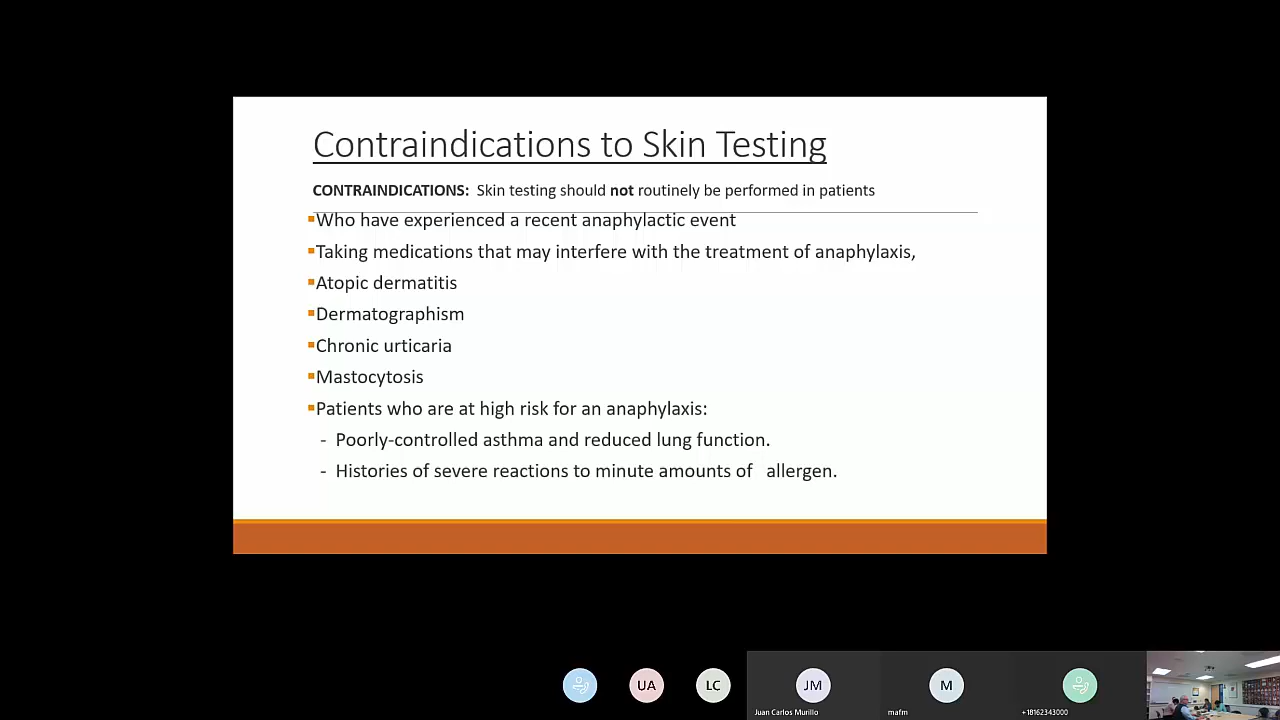 Contraindications to Skin Testing
CONTRAINDICATIONS: Skin testing should not routinely be performed in patients
Who have experienced a recent anaphylactic event
Taking medications that may interfere with the treatment of anaphylaxis,
Atopic dermatitis
Dermatographism
Chronic urticaria
Mastocytosis
Patients who are at high risk for an anaphylaxis:
- Poorly-controlled asthma and reduced lung function.
- Histories of severe reactions to minute amounts of allergen.
UA
LC
JM
M
Juan Carlos Murillo
mafm
+18162343000